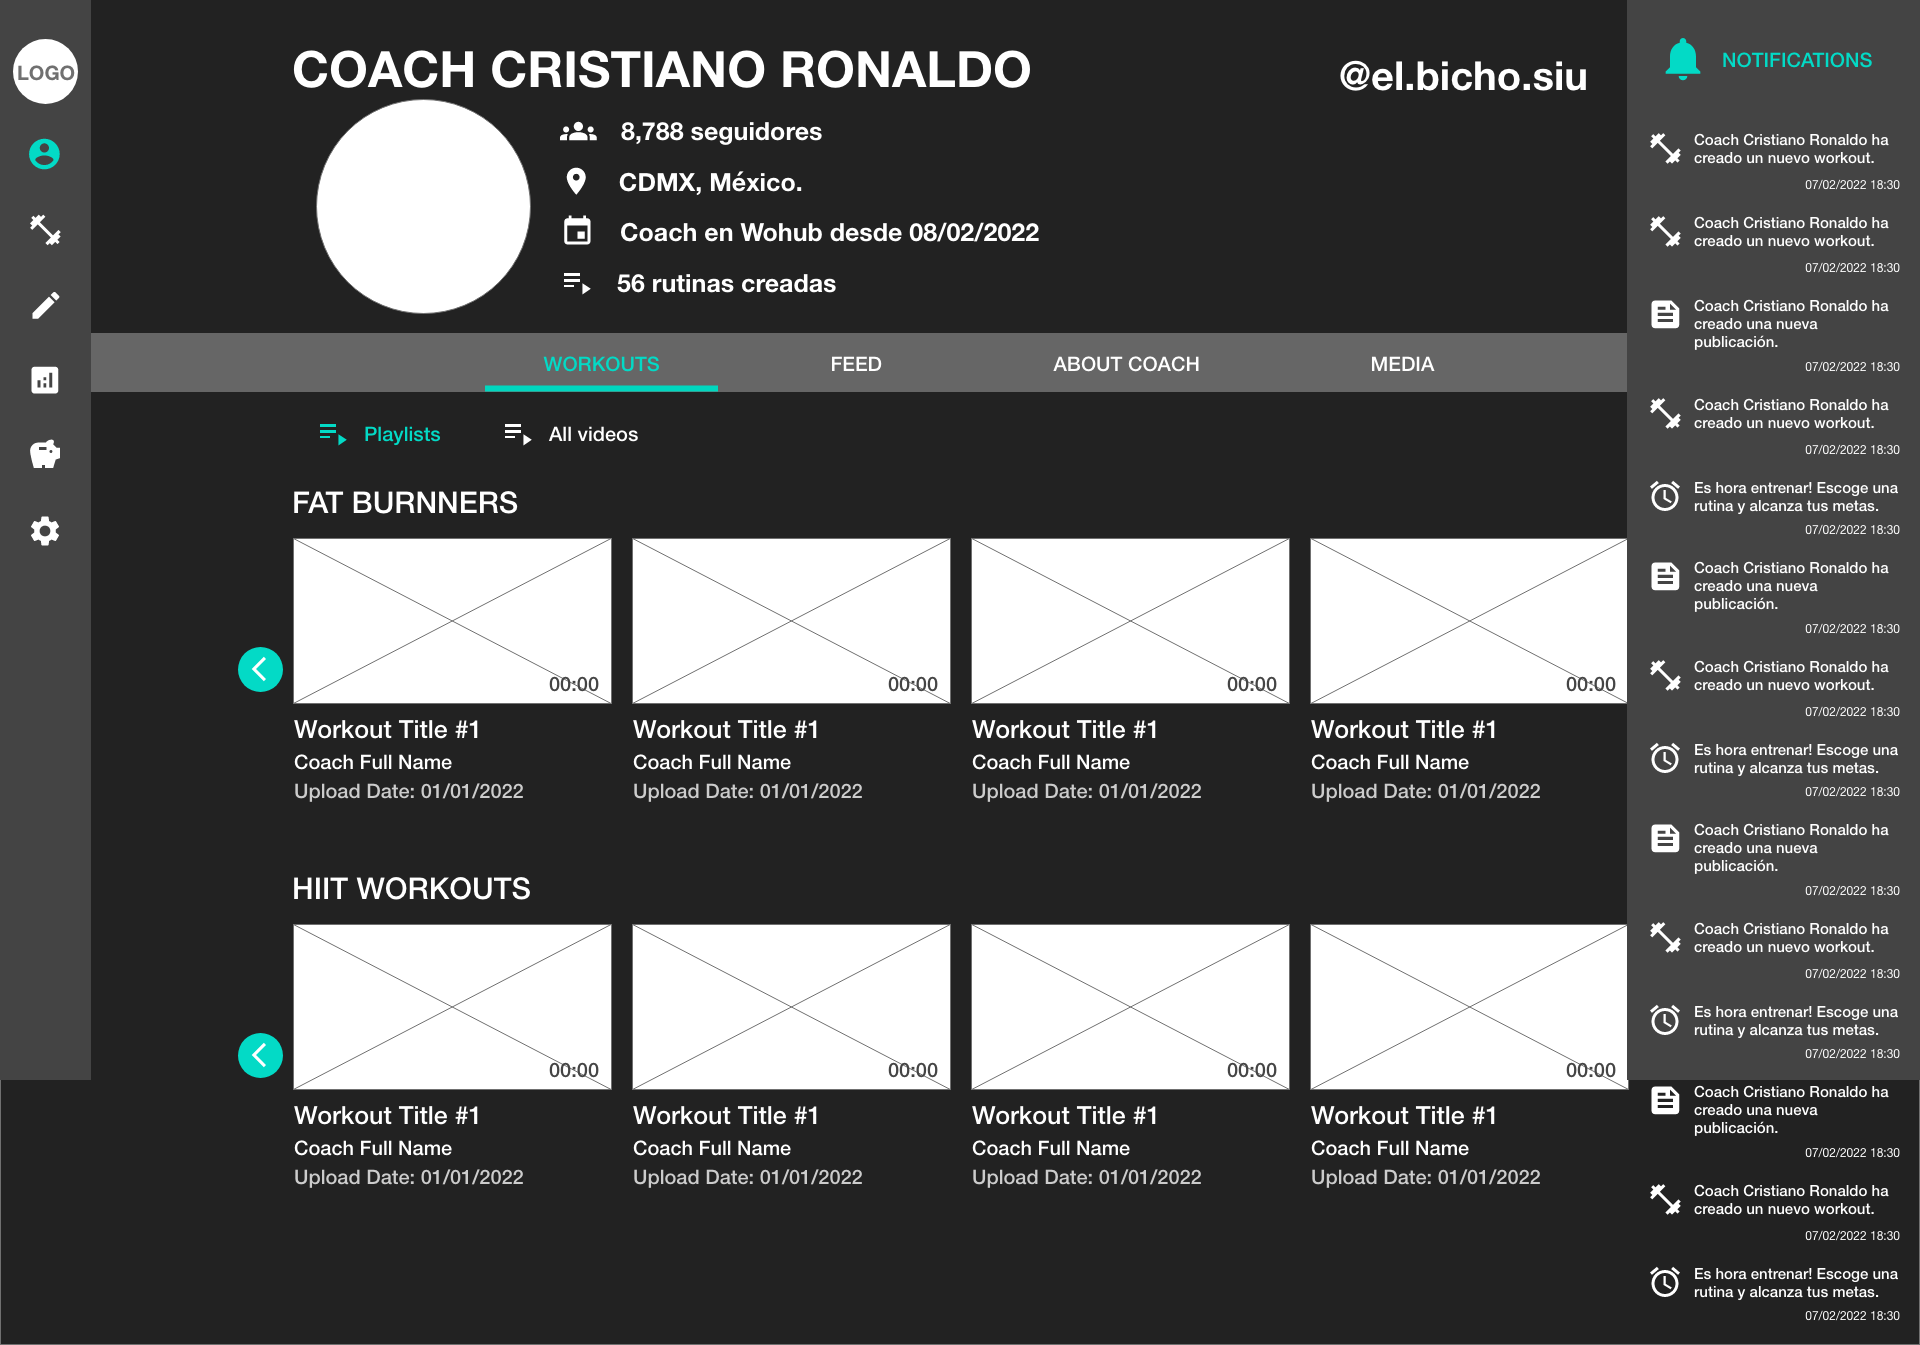 LOGO
COACH CRISTIANO RONALDO
@el.bicho.siu
8,788 seguidores
CDMX, México.
Coach en Wohub desde 08/02/2022
56 rutinas creadas
WORKOUTS
FEED
ABOUT COACH
MEDIA
Playlists
All videos
FAT BURNNERS
00:00
00:00
00:00
00:00
Workout Title #1
Coach Full Name
Upload Date: 01/01/2022
Workout Title #1
Coach Full Name
Upload Date: 01/01/2022
Workout Title #1
Coach Full Name
Upload Date: 01/01/2022
Workout Title #1
Coach Full Name
Upload Date: 01/01/2022
HIIT WORKOUTS
00:00
00:00
00:00
00:00
Workout Title #1
Coach Full Name
Upload Date: 01/01/2022
Workout Title #1
Coach Full Name
Upload Date: 01/01/2022
Workout Title #1
Coach Full Name
Upload Date: 01/01/2022
Workout Title #1
Coach Full Name
Upload Date: 01/01/2022
NOTIFICATIONS
Coach Cristiano Ronaldo ha
creado un nuevo workout.
07/02/2022 18:30
Coach Cristiano Ronaldo ha
creado un nuevo workout.
07/02/2022 18:30
Coach Cristiano Ronaldo ha
creado una nueva
publicación.
07/02/2022 18:30
Coach Cristiano Ronaldo ha
creado un nuevo workout.
07/02/2022 18:30
Es hora entrenar! Escoge una
rutina y alcanza tus metas.
07/02/2022 18:30
Coach Cristiano Ronaldo ha
creado una nueva
publicación.
07/02/2022 18:30
Coach Cristiano Ronaldo ha
creado un nuevo workout.
07/02/2022 18:30
Es hora entrenar! Escoge una
rutina y alcanza tus metas.
07/02/2022 18:30
Coach Cristiano Ronaldo ha
creado una nueva
publicación.
07/02/2022 18:30
Coach Cristiano Ronaldo ha
creado un nuevo workout.
07/02/2022 18:30
Es hora entrenar! Escoge una
rutina y alcanza tus metas.
07/02/2022 18:30
Coach Cristiano Ronaldo ha
creado una nueva
publicación.
07/02/2022 18:30
Coach Cristiano Ronaldo ha
creado un nuevo workout.
07/02/2022 18:30
Es hora entrenar! Escoge una
rutina y alcanza tus metas.
07/02/2022 18:30